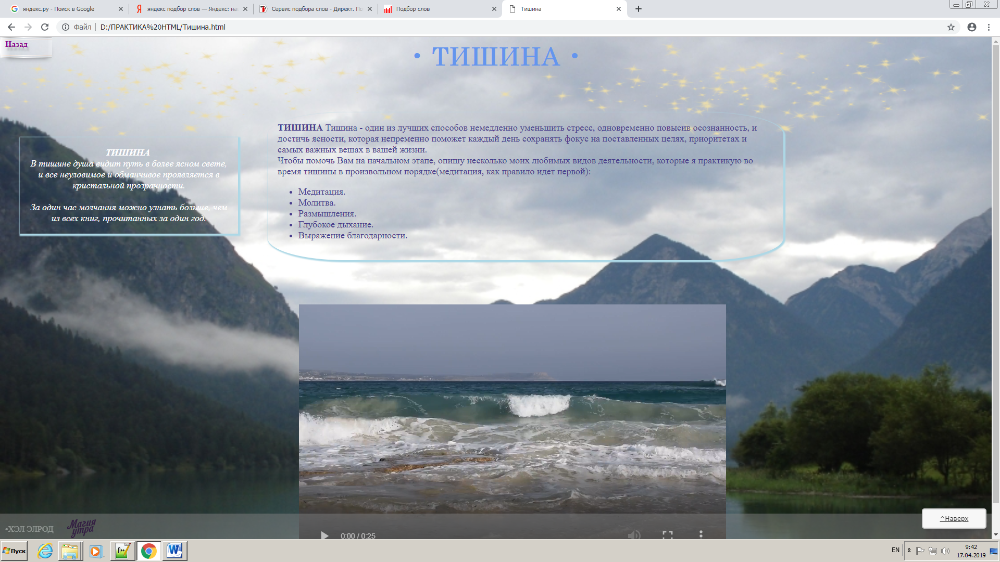 яндекс.ру - Поиск в Google
яндекс подбор слов — Яндекс: на
Сервис подбора слов - Директ. По
Подбор слов
Тишина
Файл
D:/ПРАКТИКА%20HTML/Тишина.html
Назад
• ТИШИНА •
ТИШИНА
В тишине душа видит путь в более ясном свете,
и все неуловимое и обманчивое проявляется в
кристальной прозрачности.
За один час молчания можно узнать больше, чем
из всех книг, прочитанных за один год.
ТИШИНА Тишина - один из лучших способов немедленно уменьшить стресс, одновременно повысив осознанность, и
достичь ясности, которая непременно поможет каждый день сохранять фокус на поставленных целях, приоритетах и
самых важных вещах в вашей жизни.
Чтобы помочь Вам на начальном этапе, опишу несколько моих любимых видов деятельности, которые я практикую во
время тишины в произвольном порядке(медитация, как правило идет первой):
• Медитация.
• Молитва.
• Размышления.
• Глубокое дыхание.
• Выражение благодарности.
0:00 / 0:25
•ХЭЛ ЭЛРОД
Магия
утра
^Наверх
Пуск
EN
9:42
17.04.2019